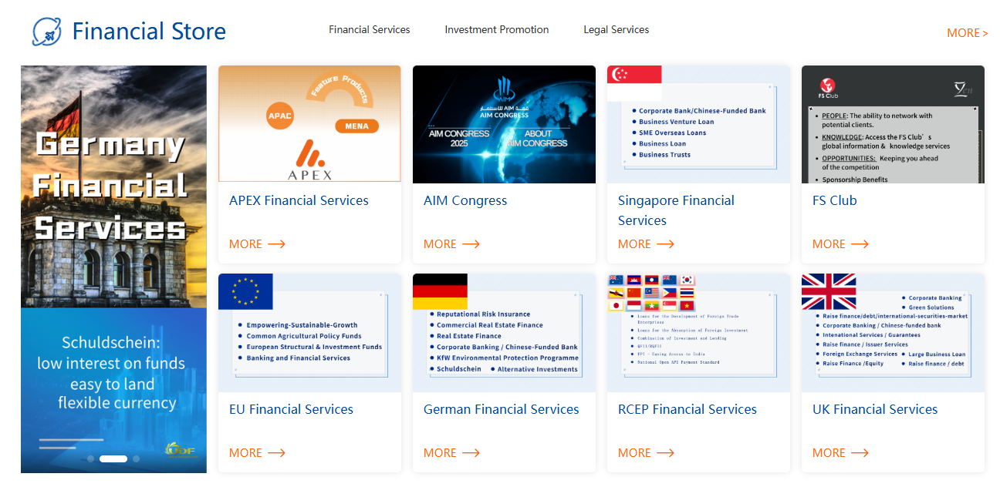 Financial Store
Financial Services
Investment Promotion
Legal Services
MORE >
Germany
Financial
Services
Schuldschein:
low interest on funds
easy to land
flexible currency
UDF
Feature Products
APAC
MENA
APEX
APEX Financial Services
MORE
AIM
AIM CONGRESS
AIM CONGRESS
2025
ABOUT
AIM CONGRESS
AIM Congress
MORE
• Corporate Bank/Chinese-Funded Bank
• Business Venture Loan
• SME Overseas Loans
• Business Loan
• Business Trusts
Singapore Financial
Services
MORE
FS Club
Z/Yen
• PEOPLE: The ability to network with
potential clients.
• KNOWLEDGE: Access the FS Club's
global information & knowledge services
• OPPORTUNITIES: Keeping you ahead
of the competition
• Sponsorship Benefits
FS Club
MORE
• Empowering-Sustainable-Growth
• Common Agricultural Policy Funds
• European Structural & Investment Funds
• Banking and Financial Services
EU Financial Services
MORE
• Reputational Risk Insurance
• Commercial Real Estate Finance
• Real Estate Finance
• Corporate Banking / Chinese-Funded Bank
• KfW Environmental Protection Programme
• Schuldschein • Alternative Investments
German Financial Services
MORE
• Loans for the Development of Foreign Trade
Enterprises
• Loans for the Absorption of Foreign Investment
• Combination of Investment and Lending
• QFII/RQFII
• FPI - Easing Access to India
• National Open API Payment Standard
RCEP Financial Services
MORE
• Corporate Banking
• Green Solutions
• Raise finance/debt/international-securities-market
• Corporate Banking / Chinese-funded bank
• Intenational Services / Guarantees
• Raise finance / Issuer Services
• Foreign Exchange Services • Large Business Loan
• Raise Finance /Equity • Raise finance / debt
UK Financial Services
MORE